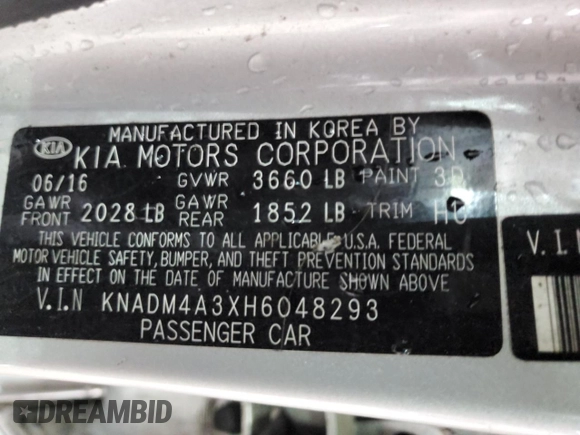 MANUFACTURED IN KOREA BY
KIA KIA MOTORS CORPORATION
06/16 GVWR 3660 LB PAINT 3D
GAWR FRONT 2028 LB GAWR REAR 1852 LB TRIM HU
THIS VEHICLE CONFORMS TO ALL APPLICABLE U.S.A. FEDERAL
MOTOR VEHICLE SAFETY, BUMPER, AND THEFT PREVENTION STANDARDS
IN EFFECT ON THE DATE OF MANUFACTURE SHOWN ABOVE
V.I.N KNADM4A3XH6048293
PASSENGER CAR
V.I.N
DREAMBID